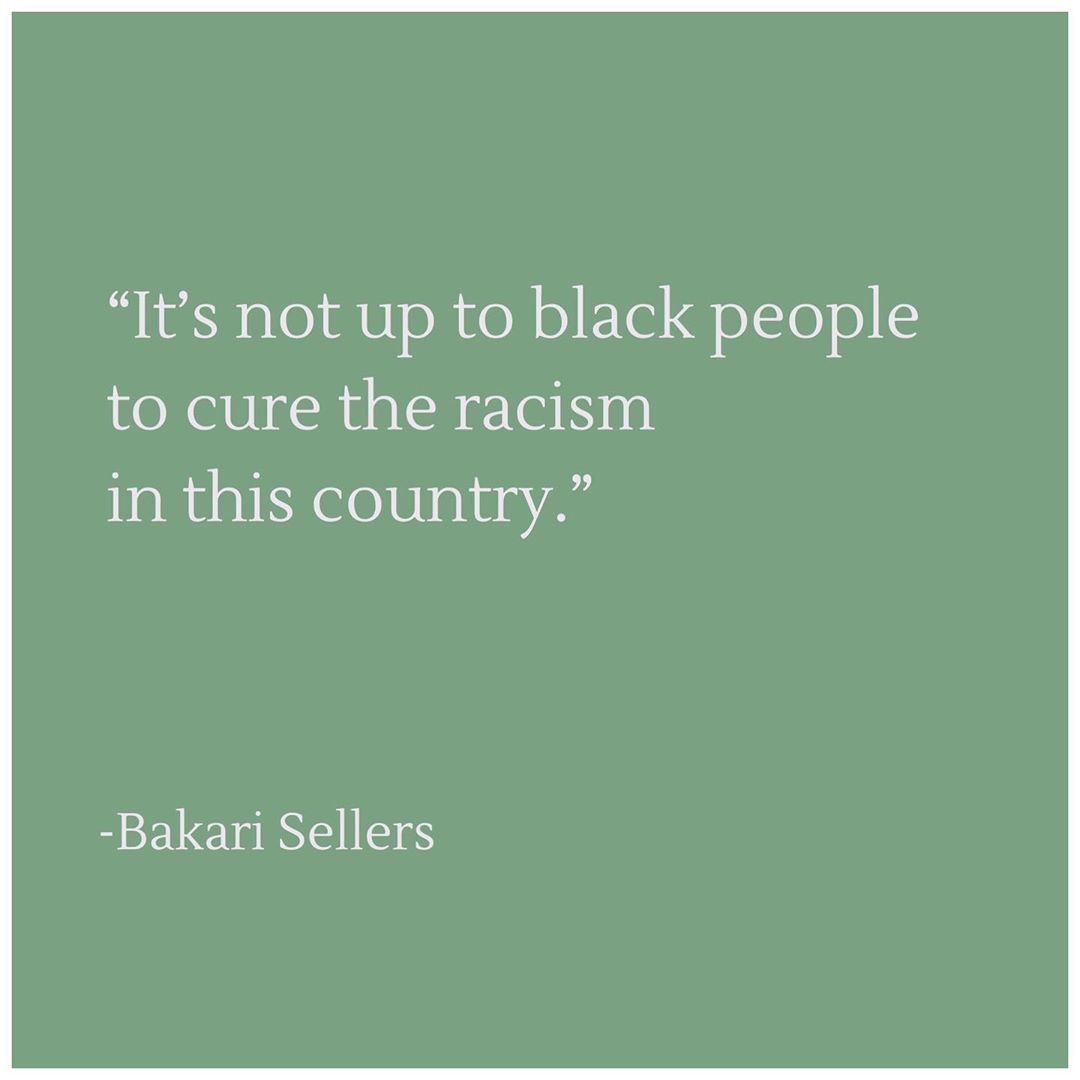 “It’s not up to black people
to cure the racism
in this country.”
-Bakari Sellers